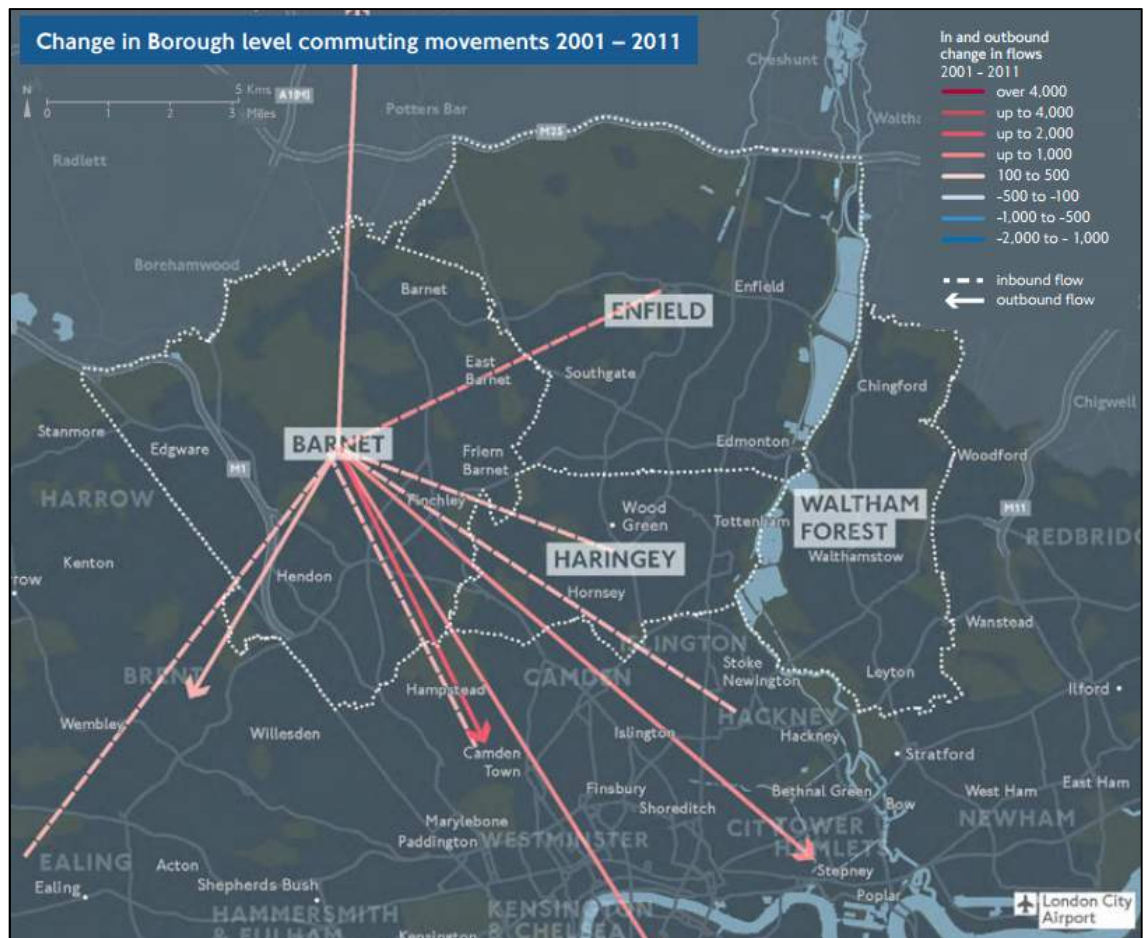 Change in Borough level commuting movements 2001 – 2011
In and outbound
change in flows
2001 - 2011
over 4,000
up to 4,000
up to 2,000
up to 1,000
100 to 500
-500 to -100
-1,000 to -500
-2,000 to - 1,000
inbound flow
outbound flow
N
5 Kms
0 1 2 3 Miles
A1(M)
Cheshunt
Potters Bar
M25
Radlett
Borehamwood
Barnet
ENFIELD
Enfield
East
Barnet
Southgate
Chingford
Chigwell
Stanmore
Edgware
BARNET
Friern
Barnet
Edmonton
Woodford
M1
HARROW
Finchley
Wood
Green
Tottenham
WALTHAM
FOREST
M11
REDBRIDG
Kenton
HARINGEY
Walthamstow
row
Hendon
Hornsey
Wanstead
ISLINGTON
BRENT
Hampstead
CAMDEN
Stoke
Newington
Leyton
Ilford
Wembley
Willesden
Islington
HACKNEY
Hackney
Camden
Town
Stratford
Finsbury
Bethnal Green
West Ham
East Ham
Shoreditch
Bow
Marylebone
Paddington
WESTMINSTER
CITY
TOWER
HAMLETS
NEWHAM
EALING
Acton
Stepney
Ealing
Shepherds Bush
Poplar
HAMMERSMITH
& FULHAM
KENSINGTON
& CHELSEA
Kensington
London City
Airport